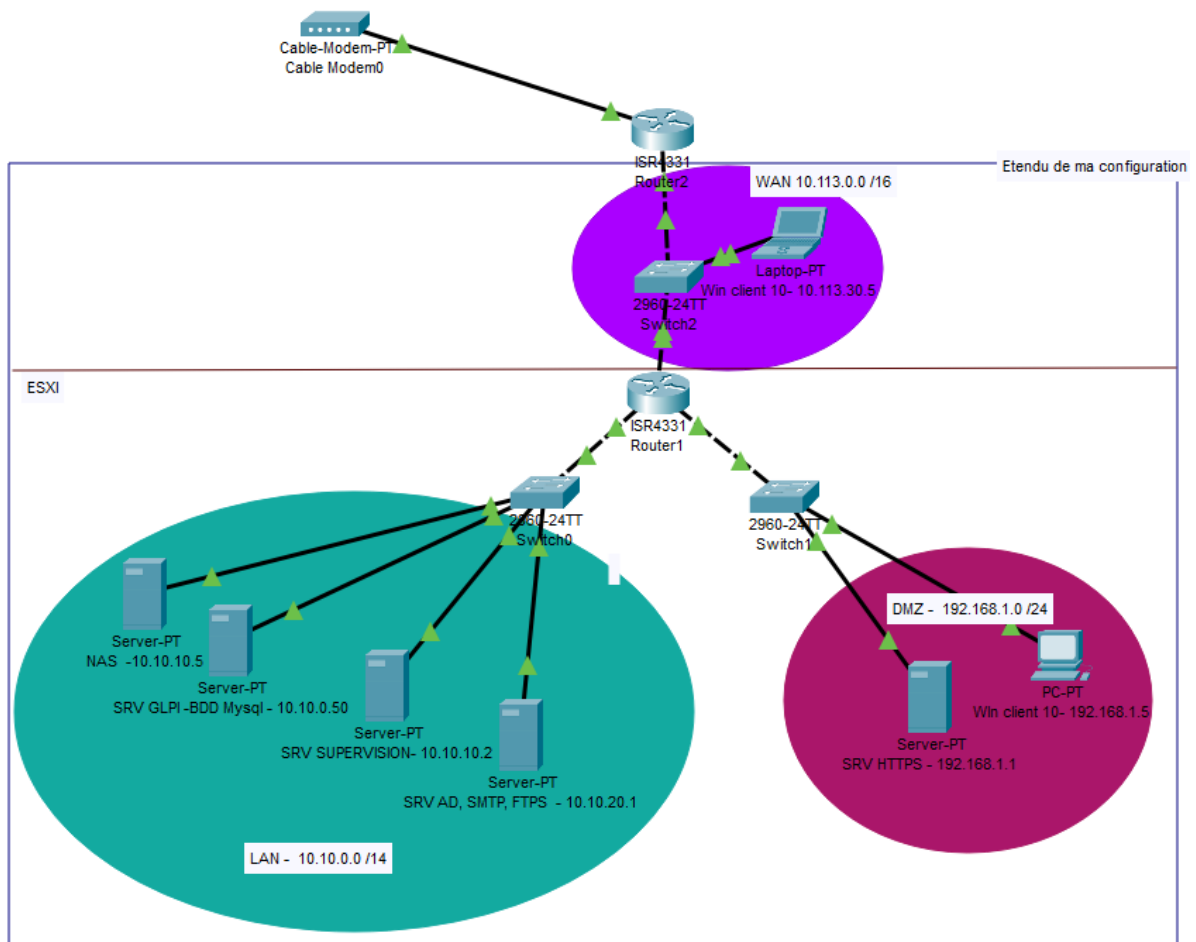 Cable-Modem-PT
Cable Modem0
ISR4331
Router2
Etendu de ma configuration
WAN 10.113.0.0 /16
Laptop-PT
Win client 10- 10.113.30.5
2960-24TT
Switch2
ESXI
ISR4331
Router1
2960-24TT
Switch0
2960-24TT
Switch1
Server-PT
NAS -10.10.10.5
Server-PT
SRV GLPI -BDD Mysql - 10.10.0.50
Server-PT
SRV SUPERVISION- 10.10.10.2
Server-PT
SRV AD, SMTP, FTPS - 10.10.20.1
LAN - 10.10.0.0 /14
DMZ - 192.168.1.0 /24
PC-PT
WIn client 10- 192.168.1.5
Server-PT
SRV HTTPS - 192.168.1.1